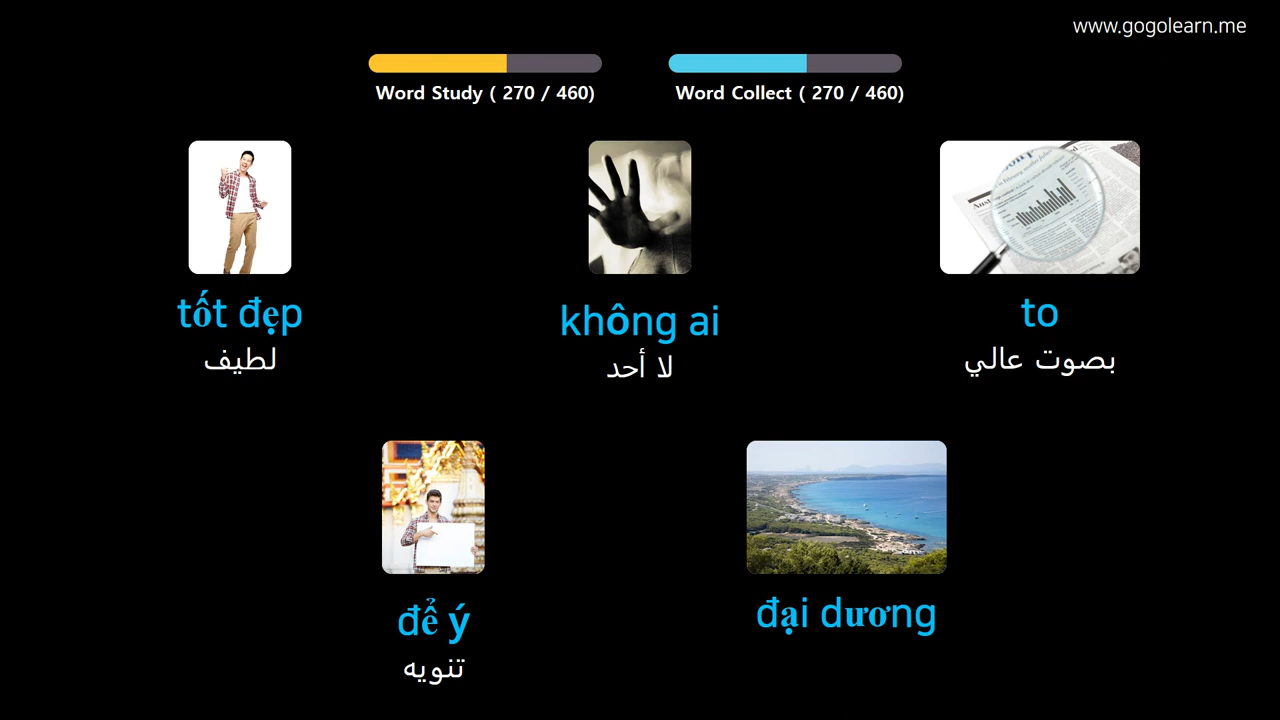 www.gogolearn.me
Word Study ( 270 / 460)
Word Collect ( 270 / 460)
tốt đẹp
لطيف
không ai
لا أحد
to
بصوت عالي
để ý
تنويه
đại dương